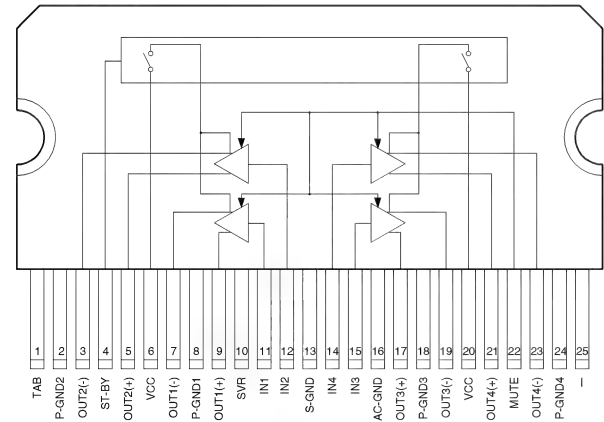 1 2 3 4 5 6 7 8 9 10 11 12 13 14 15 16 17 18 19 20 21 22 23 24 25
TAB
P-GND2
OUT2(-)
ST-BY
OUT2(+)
VCC
OUT1(-)
P-GND1
OUT1(+)
SVR
IN1
IN2
S-GND
IN4
IN3
AC-GND
OUT3(+)
P-GND3
OUT3(-)
VCC
OUT4(+)
MUTE
OUT4(-)
P-GND4
—